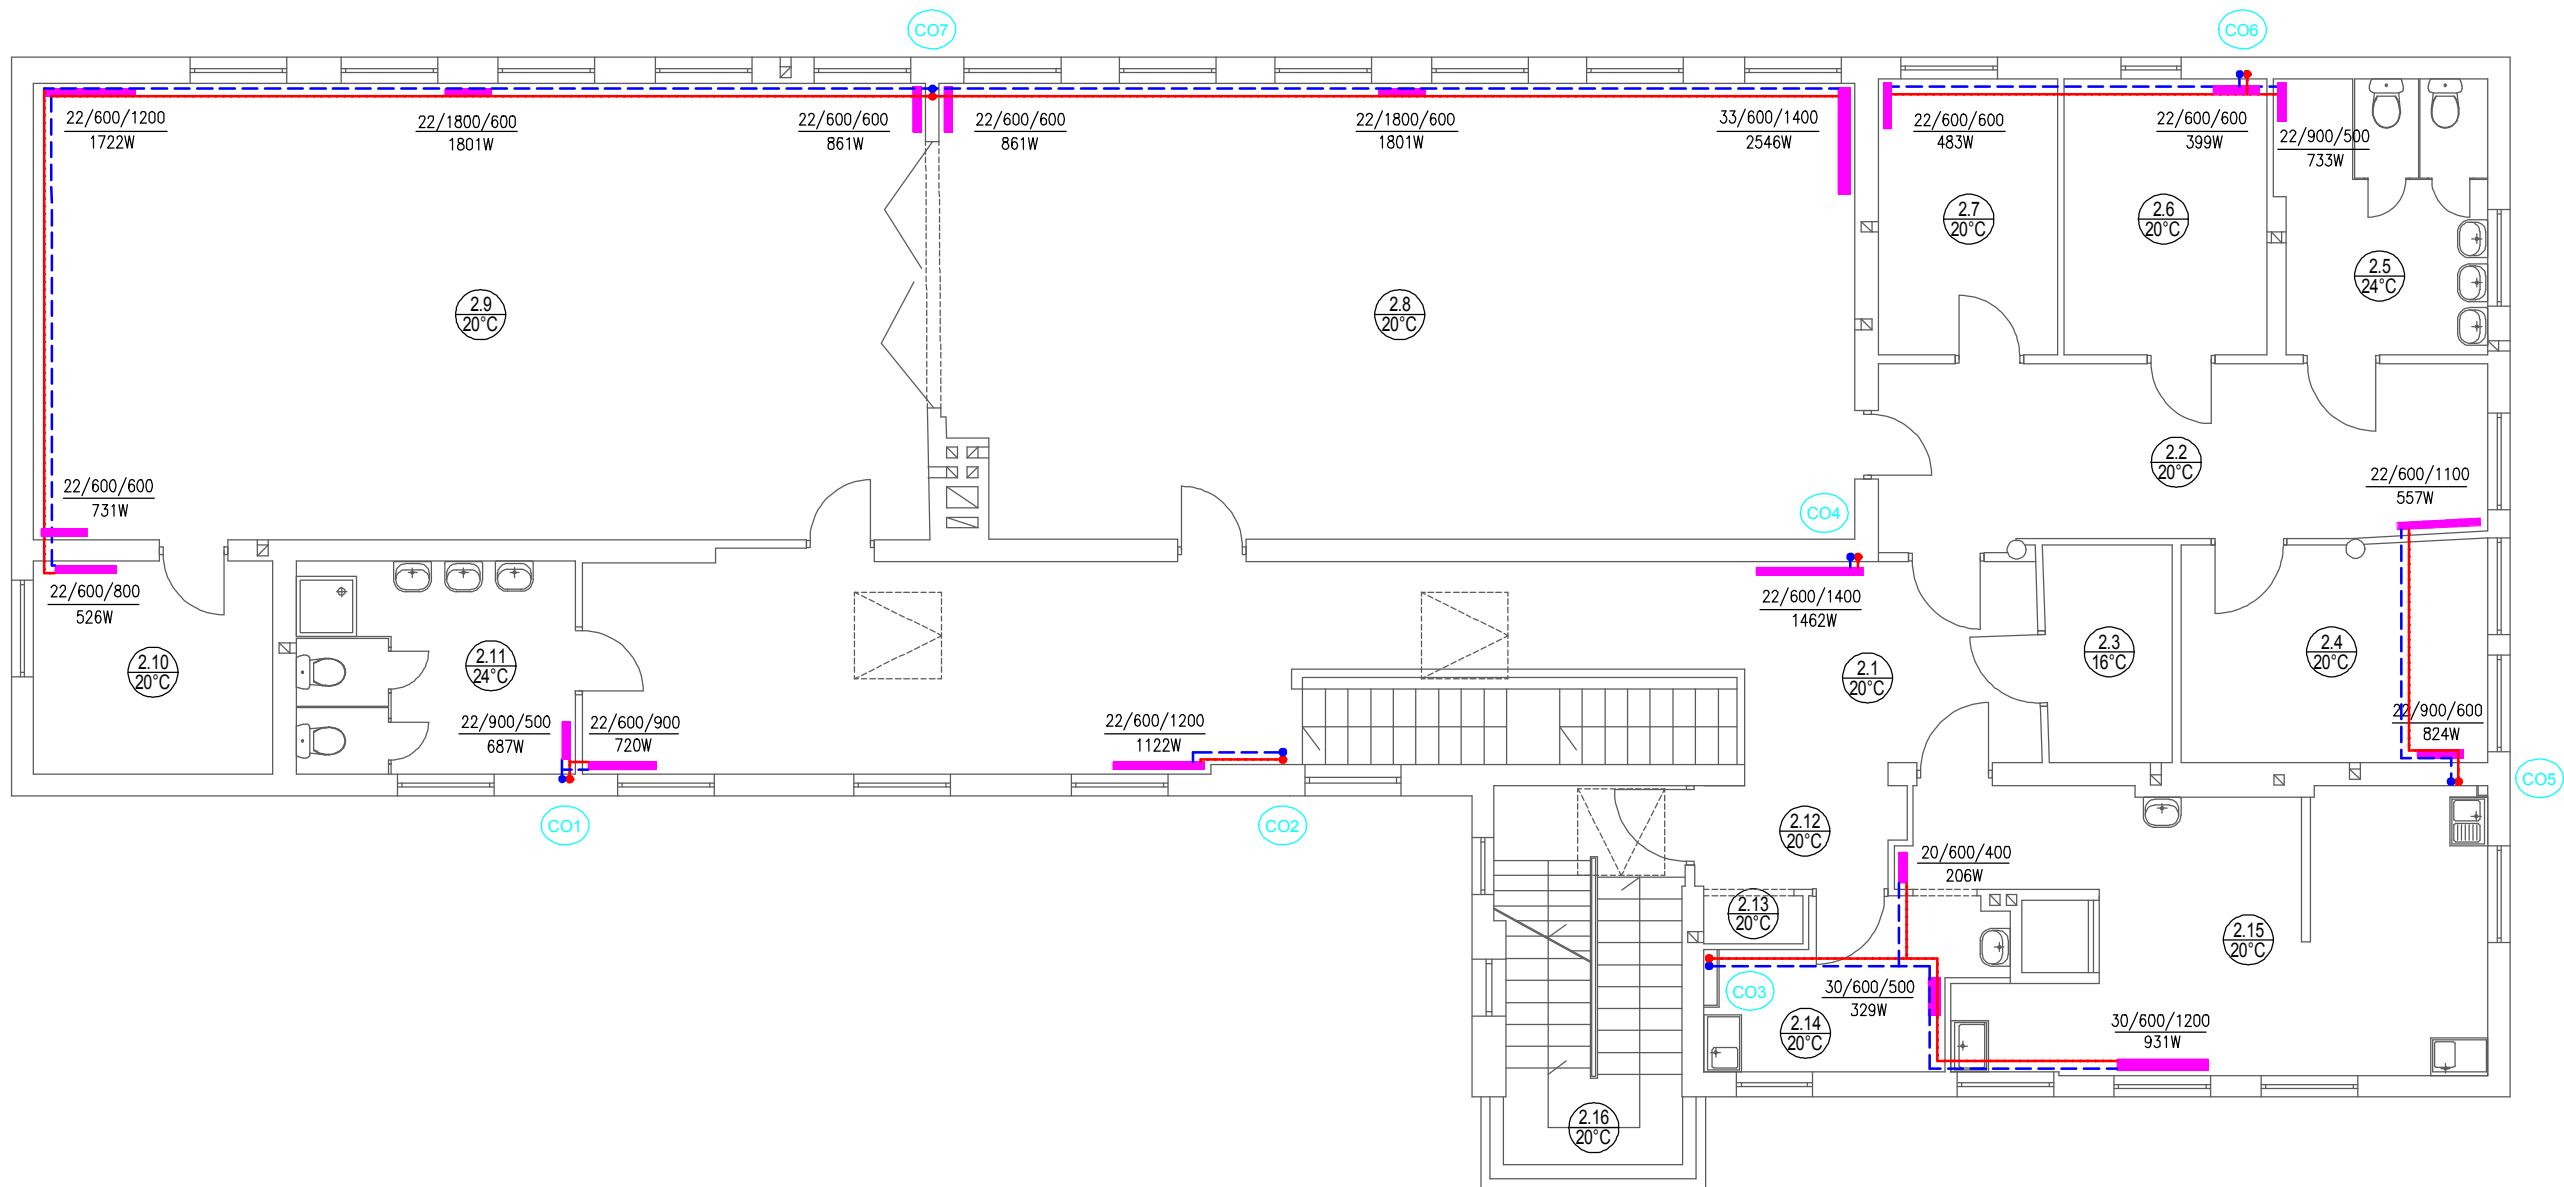 CO7
CO6
22/600/1200
1722W
22/1800/600
1801W
22/600/600
861W
22/600/600
861W
22/1800/600
1801W
33/600/1400
2546W
22/600/600
483W
22/600/600
399W
22/900/500
733W
2.7
20°C
2.6
20°C
2.5
24°C
2.9
20°C
2.8
20°C
2.2
20°C
22/600/600
731W
CO4
22/600/1100
557W
22/600/800
526W
22/600/1400
1462W
2.10
20°C
2.11
24°C
2.1
20°C
2.3
16°C
2.4
20°C
22/900/500
687W
22/600/900
720W
22/600/1200
1122W
22/900/600
824W
CO1
CO2
CO5
2.12
20°C
20/600/400
206W
2.13
20°C
2.15
20°C
CO3
30/600/500
329W
2.14
20°C
30/600/1200
931W
2.16
20°C